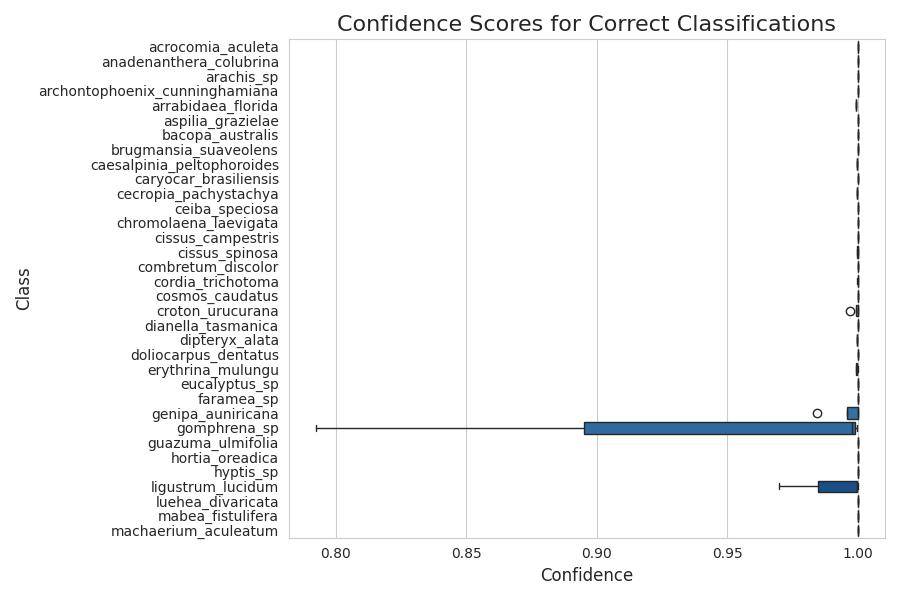 Confidence Scores for Correct Classifications
acrocomia_aculeta
anadenanthera_colubrina
arachis_sp
archontophoenix_cunninghamiana
arrabidaea_florida
aspilia_grazielae
bacopa_australis
brugmansia_suaveolens
caesalpinia_peltophoroides
caryocar_brasiliensis
cecropia_pachystachya
ceiba_speciosa
chromolaena_laevigata
cissus_campestris
cissus_spinosa
combretum_discolor
cordia_trichotoma
cosmos_caudatus
croton_urucurana
dianella_tasmanica
dipteryx_alata
doliocarpus_dentatus
erythrina_mulungu
eucalyptus_sp
faramea_sp
genipa_auniricana
gomphrena_sp
guazuma_ulmifolia
hortia_oreadica
hyptis_sp
ligustrum_lucidum
luehea_divaricata
mabea_fistulifera
machaerium_aculeatum
Class
0.80 0.85 0.90 0.95 1.00
Confidence